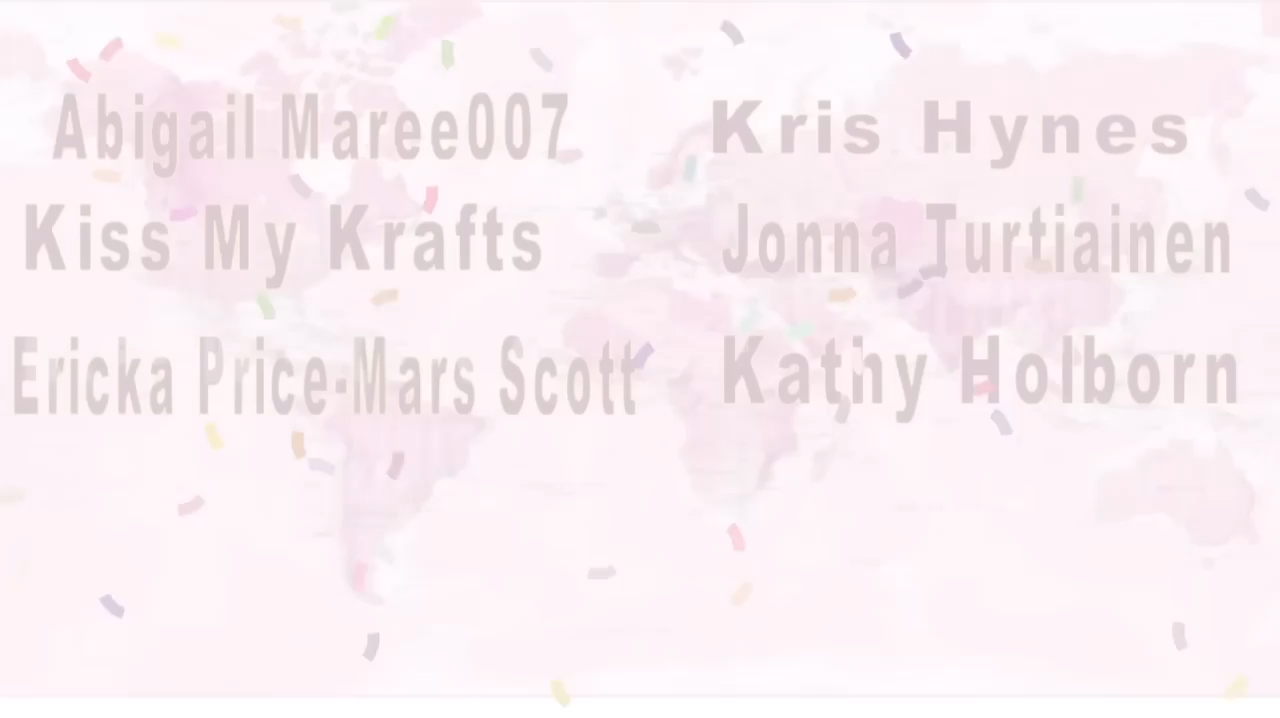 Abigail Maree007
Kris Hynes
Kiss My Krafts
Jonna Turtiainen
Ericka Price-Mars Scott
Kathy Holborn